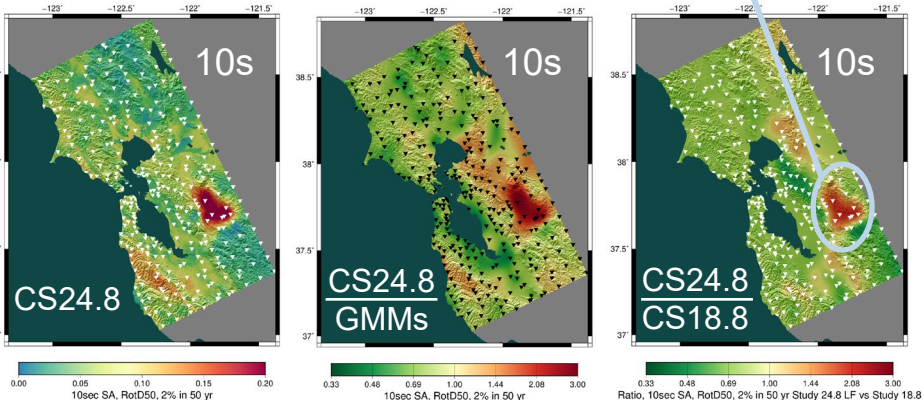 −123° −122.5° −122° −121.5°
10s
CS24.8
0.00 0.05 0.10 0.15 0.20
10sec SA, RotD50, 2% in 50 yr
−123° −122.5° −122° −121.5°
38.5°
38°
37.5°
37°
10s
CS24.8
GMMs
0.33 0.48 0.69 1.00 1.44 2.08 3.00
10sec SA, RotD50, 2% in 50 yr
−123° −122° −121.5°
38.5°
38°
37.5°
37°
10s
CS24.8
CS18.8
0.33 0.48 0.69 1.00 1.44 2.08 3.00
Ratio, 10sec SA, RotD50, 2% in 50 yr Study 24.8 LF vs Study 18.8